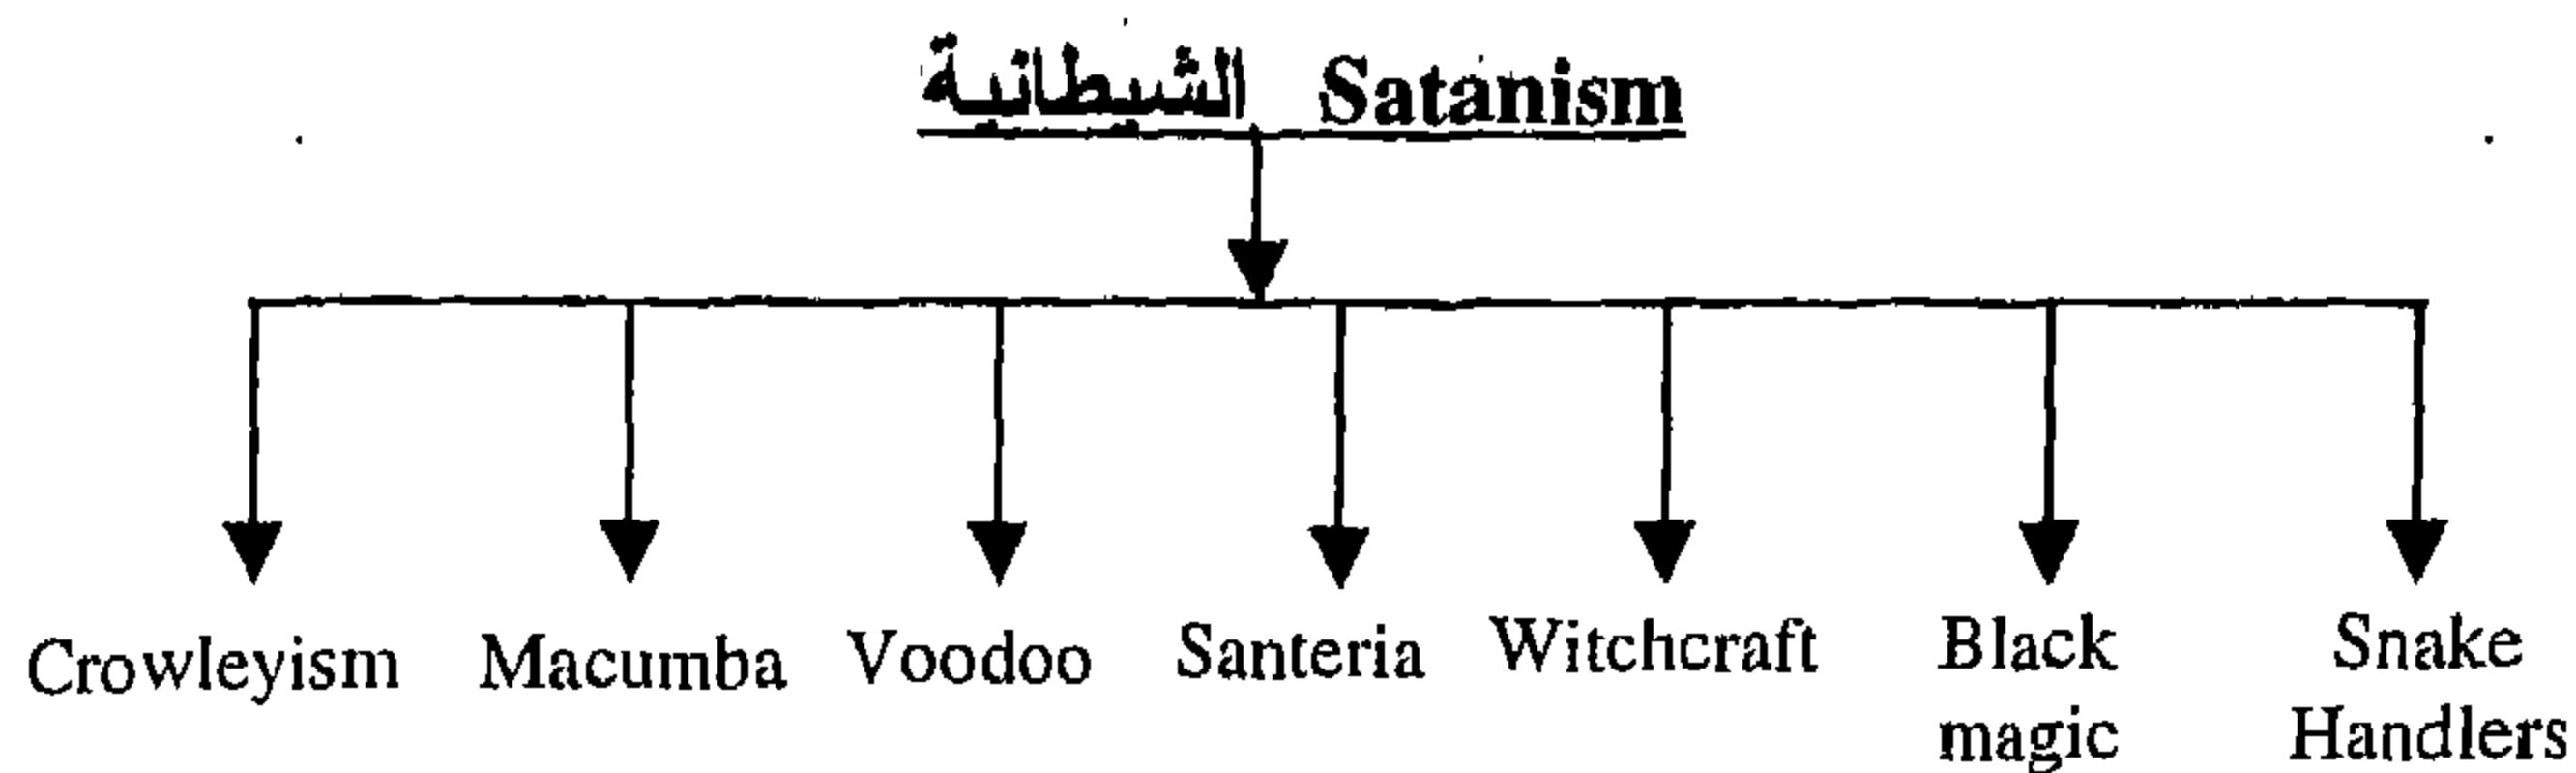 الشيطانية Satanism
Crowleyism Macumba Voodoo Santeria Witchcraft Black magic Snake Handlers